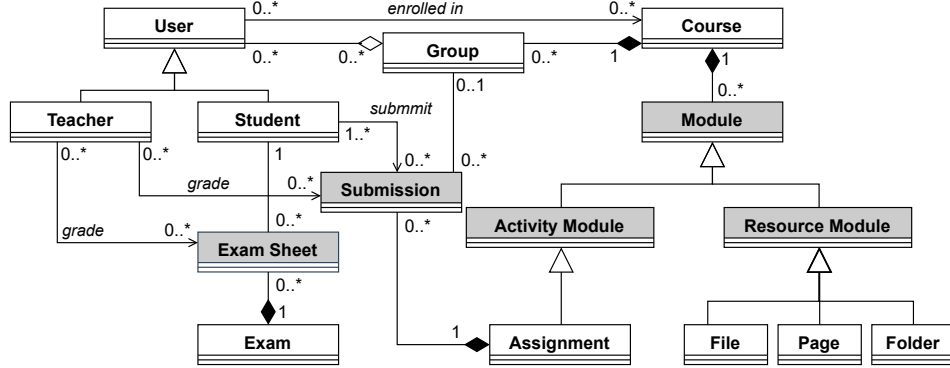 User
0..*
enrolled in
0..*
Course
0..*
0..*
Group
0..*
1
1
0..*
0..1
Teacher
Student
submmit
Module
0..*
0..*
1
1..*
0..*
0..*
grade
0..*
Submission
0..*
Activity Module
Resource Module
grade
0..*
0..*
Exam Sheet
0..*
1
Exam
1
Assignment
File
Page
Folder